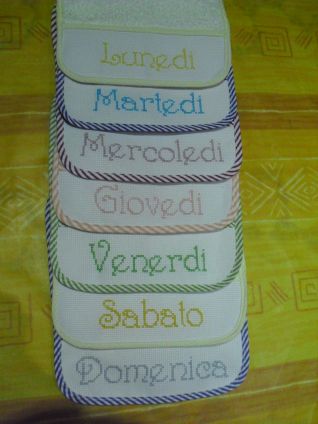 Lunedi
Martedi
Mercoledi
Giovedi
Venerdi
Sabato
Domenica